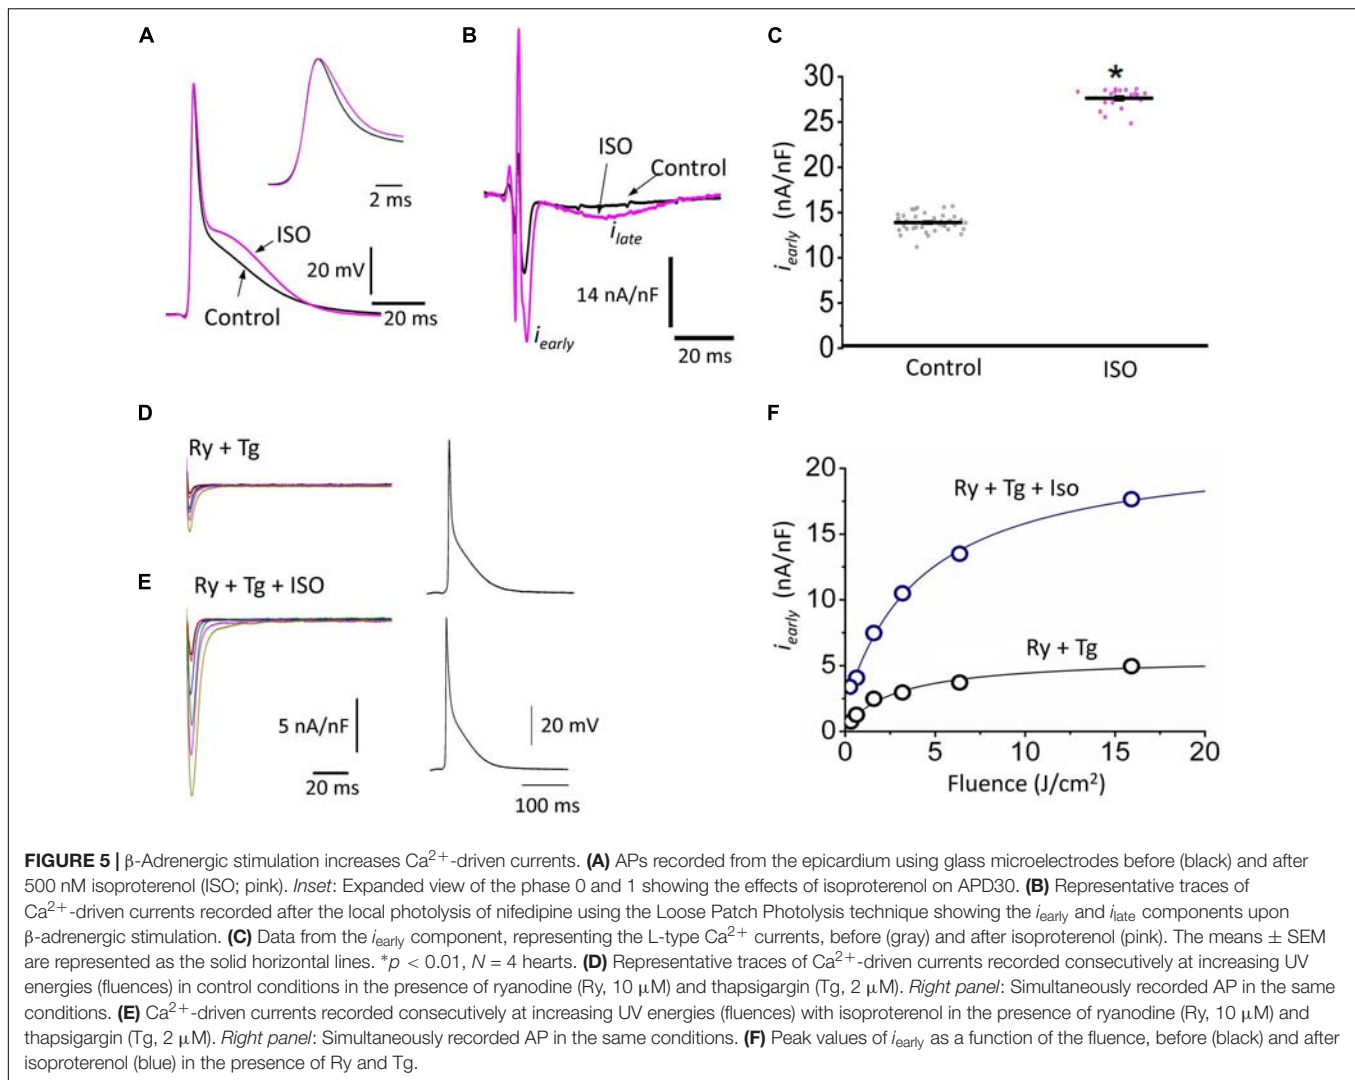 A
B
C
ISO
Control
20 mV
20 ms
2 ms
ISO
Control
i_late
14 nA/nF
i_early
20 ms
i_early (nA/nF)
30
25
20
15
10
5
0
*
Control
ISO
D
Ry + Tg
E
Ry + Tg + ISO
5 nA/nF
20 ms
20 mV
100 ms
F
i_early (nA/nF)
20
15
10
5
0
Ry + Tg + Iso
Ry + Tg
0 5 10 15 20
Fluence (J/cm²)
FIGURE 5 | β-Adrenergic stimulation increases Ca²⁺-driven currents. (A) APs recorded from the epicardium using glass microelectrodes before (black) and after
500 nM isoproterenol (ISO; pink). Inset: Expanded view of the phase 0 and 1 showing the effects of isoproterenol on APD30. (B) Representative traces of
Ca²⁺-driven currents recorded after the local photolysis of nifedipine using the Loose Patch Photolysis technique showing the i_early and i_late components upon
β-adrenergic stimulation. (C) Data from the i_early component, representing the L-type Ca²⁺ currents, before (gray) and after isoproterenol (pink). The means ± SEM
are represented as the solid horizontal lines. *p < 0.01, N = 4 hearts. (D) Representative traces of Ca²⁺-driven currents recorded consecutively at increasing UV
energies (fluences) in control conditions in the presence of ryanodine (Ry, 10 μM) and thapsigargin (Tg, 2 μM). Right panel: Simultaneously recorded AP in the same
conditions. (E) Ca²⁺-driven currents recorded consecutively at increasing UV energies (fluences) with isoproterenol in the presence of ryanodine (Ry, 10 μM) and
thapsigargin (Tg, 2 μM). Right panel: Simultaneously recorded AP in the same conditions. (F) Peak values of i_early as a function of the fluence, before (black) and after
isoproterenol (blue) in the presence of Ry and Tg.